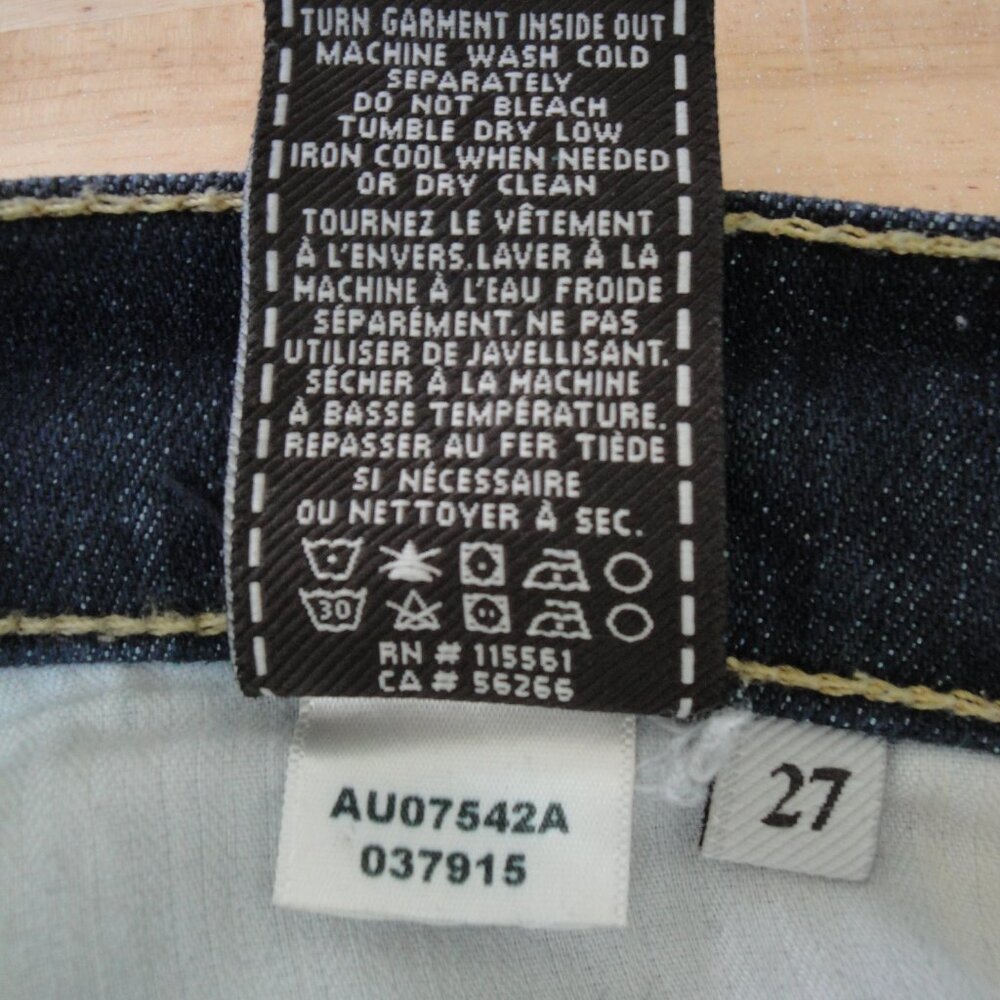 TURN GARMENT INSIDE OUT
MACHINE WASH COLD
SEPARATELY
DO NOT BLEACH
TUMBLE DRY LOW
IRON COOL WHEN NEEDED
OR DRY CLEAN
TOURNEZ LE VÊTEMENT
À L'ENVERS. LAVER À LA
MACHINE À L'EAU FROIDE
SÉPARÉMENT. NE PAS
UTILISER DE JAVELLISANT.
SÉCHER À LA MACHINE
À BASSE TEMPÉRATURE.
REPASSER AU FER TIÈDE
SI NÉCESSAIRE
OU NETTOYER À SEC.
30
RN # 115561
CA # 56266
AU07542A
037915
27